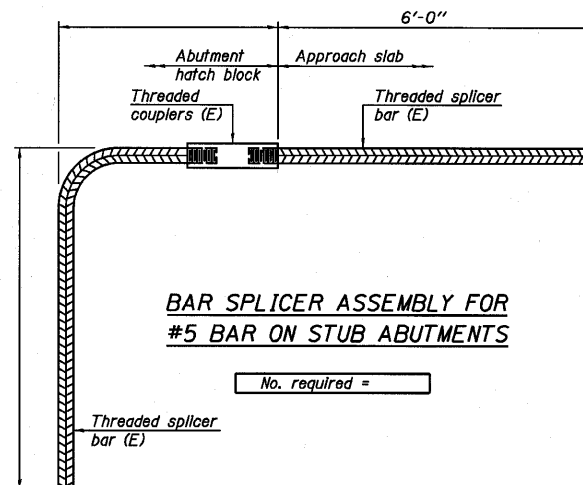 6'-0"
Abutment
hatch block
Approach slab
Threaded
couplers (E)
Threaded splicer
bar (E)
BAR SPLICER ASSEMBLY FOR
#5 BAR ON STUB ABUTMENTS
No. required =
Threaded splicer
bar (E)